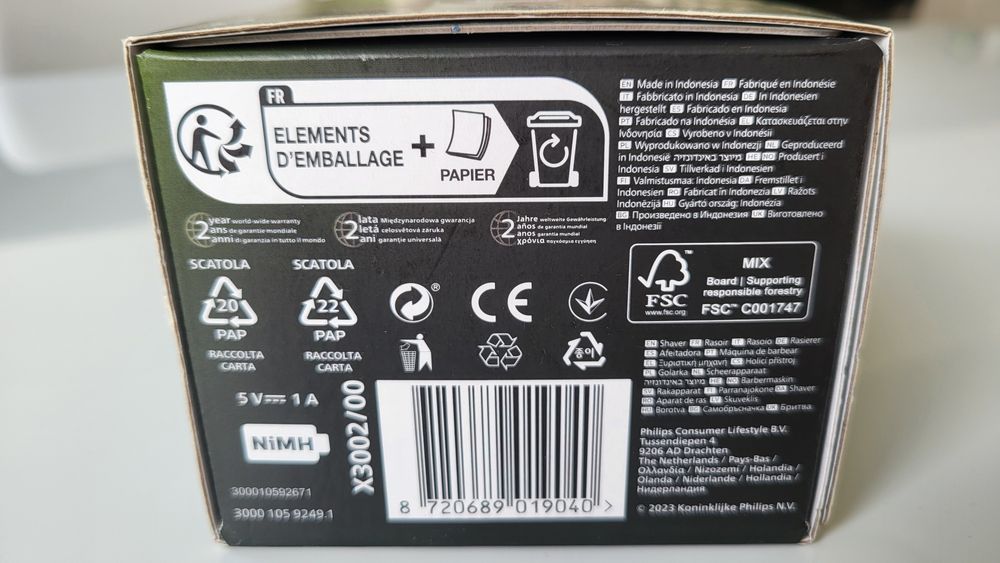 FR
ELEMENTS
D'EMBALLAGE
+
PAPIER
EN Made in Indonesia FR Fabriqué en Indonésie
IT Fabbricato in Indonesia DE In Indonesien
hergestellt ES Fabricado en Indonesia
PT Fabricado na Indonésia EL Κατασκευάζεται στην
Ινδονησία CS Vyrobeno v Indonésii
PL Wyprodukowano w Indonezji NL Geproduceerd
in Indonesië מיוצר באינדונזיה HE NO Produsert i
Indonesia SV Tillverkad i Indonesien
FI Valmistusmaa: Indonesia DA Fremstillet i
Indonesien RO Fabricat în Indonezia LV Ražots
Indonēzijā HU Gyártó ország: Indonézia
BG Произведено в Индонезия UK Виготовлено
в Індонезії
2 year world-wide warranty
ans de garantie mondiale
anni di garanzia in tutto il mondo
2 lata Międzynarodowa gwarancja
letá celosvětová záruka
ani garanție universală
2 Jahre weltweite Gewährleistung
años de garantía mundial
anos garantia mundial
χρόνια παγκόσμια εγγύηση
SCATOLA
20
PAP
RACCOLTA
CARTA
SCATOLA
22
PAP
RACCOLTA
CARTA
®
CE
종이
FSC
www.fsc.org
MIX
Board | Supporting
responsible forestry
FSC™ C001747
EN Shaver FR Rasoir IT Rasoio DE Rasierer
ES Afeitadora PT Máquina de barbear
EL Ξυριστική μηχανή CS Holicí přístroj
PL Golarka NL Scheerapparaat
מיוצר באינדונזיה HE NO Barbermaskin
SV Rakapparat FI Parranajokone DA Shaver
RO Aparat de ras LV Skuveklis
HU Borotva BG Самобръсначка UK Бритва
5 V⎓ 1 A
NiMH
X3002/00
8 720689 019040 >
300010592671
3000 105 9249.1
Philips Consumer Lifestyle B.V.
Tussendiepen 4
9206 AD Drachten
The Netherlands / Pays-Bas /
Ολλανδία / Nizozemí / Holandia /
Olanda / Nīderlande / Hollandia /
Нидерландия
© 2023 Koninklijke Philips N.V.